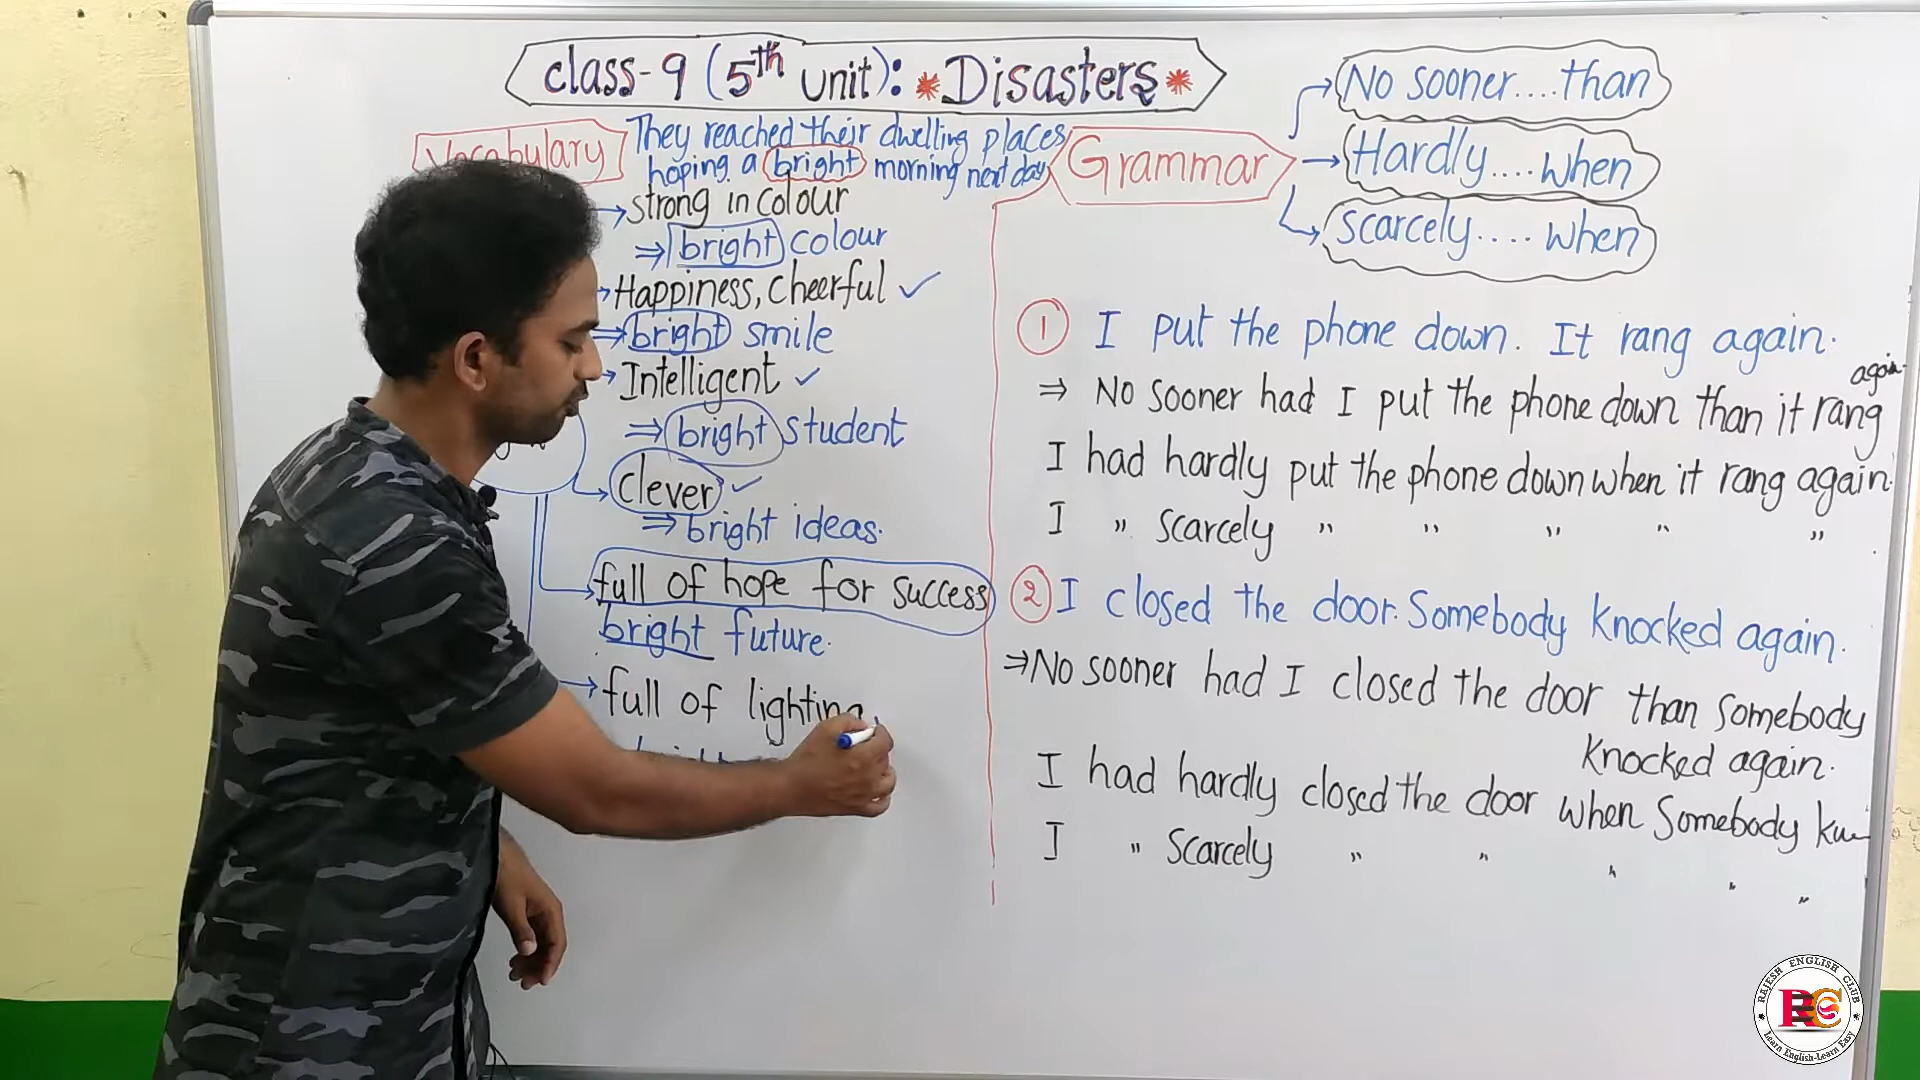 class-9 (5th unit): *Disasters*
Vocabulary
They reached their dwelling places
hoping a bright morning next day
→ strong in colour
⇒ bright colour
→ Happiness, cheerful ✓
⇒ bright smile
→ Intelligent ✓
⇒ bright student
→ clever ✓
⇒ bright ideas.
→ full of hope for success
bright future.
→ full of lighting
Grammar
→ No sooner....than
→ Hardly....when
→ Scarcely....when
1 I put the phone down. It rang again.
⇒ No sooner had I put the phone down than it rang again.
I had hardly put the phone down when it rang again.
I " Scarcely " " " " "
2 I closed the door. Somebody knocked again.
⇒ No sooner had I closed the door than somebody
knocked again.
I had hardly closed the door when Somebody
I " Scarcely " " " " "
RAJESH ENGLISH CLUB
REC
Learn English-Learn Easy